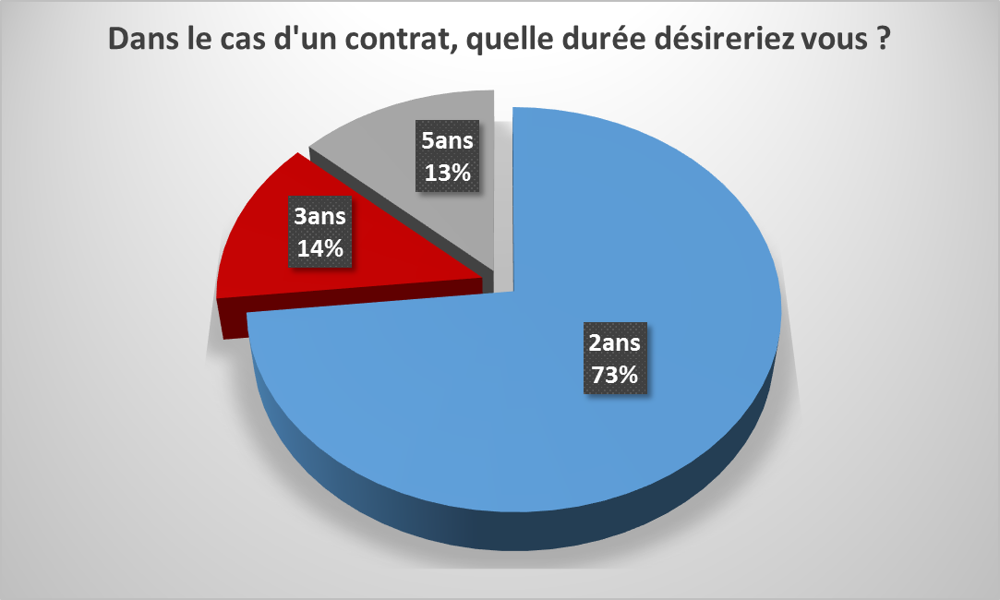 Dans le cas d'un contrat, quelle durée désireriez vous ?
5ans
13%
3ans
14%
2ans
73%